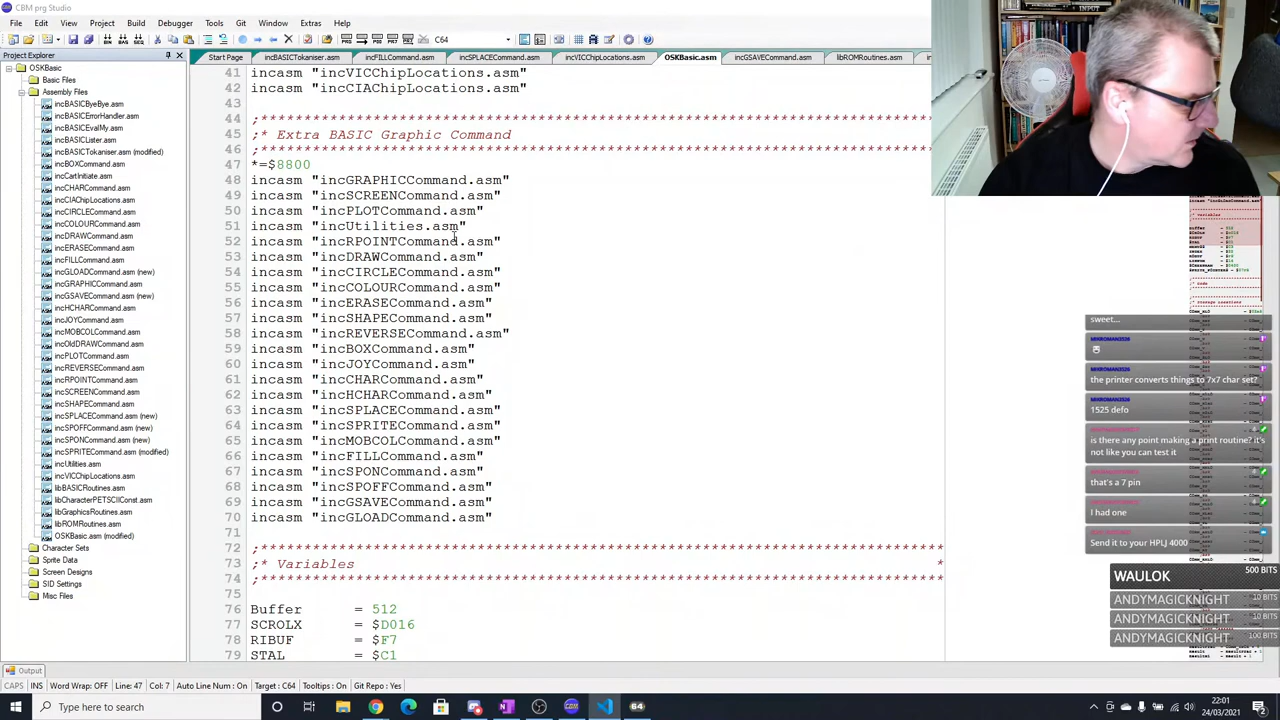 CBM prg Studio
File Edit View Project Build Debugger Tools Git Window Extras Help
C64
Project Explorer
Start Page incBASICTokaniser.asm incFILLCommand.asm incSPLACECommand.asm incVICChipLocations.asm OSKBasic.asm incGSAVECommand.asm libROMRoutines.asm
OSKBasic
Basic Files
Assembly Files
incBASICByeBye.asm
incBASICErrorHandler.asm
incBASICEvalMy.asm
incBASICLister.asm
incBASICTokaniser.asm (modified)
incBOXCommand.asm
incCartInitiate.asm
incCHARCommand.asm
incCIAChipLocations.asm
incCIRCLECommand.asm
incCOLOURCommand.asm
incDRAWCommand.asm
incERASECommand.asm
incFILLCommand.asm
incGLOADCommand.asm (new)
incGRAPHICCommand.asm
incGSAVECommand.asm (new)
incHCHARCommand.asm
incJOYCommand.asm
incMOBCOLCommand.asm
incOldDRAWCommand.asm
incPLOTCommand.asm
incREVERSECommand.asm
incRPOINTCommand.asm
incSCREENCommand.asm
incSHAPECommand.asm
incSPLACECommand.asm (new)
incSPOFFCommand.asm (new)
incSPONCommand.asm (new)
incSPRITECommand.asm (modified)
incUtilities.asm
incVICChipLocations.asm
libBASICRoutines.asm
libCharacterPETSCIIConst.asm
libGraphicsRoutines.asm
libROMRoutines.asm
OSKBasic.asm (modified)
Character Sets
Sprite Data
Screen Designs
SID Settings
Misc Files
41 incasm "incVICChipLocations.asm"
42 incasm "incCIAChipLocations.asm"
43
44 ;*******************************************************************************
45 ;* Extra BASIC Graphic Command
46 ;*******************************************************************************
47 *=$8800
48 incasm "incGRAPHICCommand.asm"
49 incasm "incSCREENCommand.asm"
50 incasm "incPLOTCommand.asm"
51 incasm "incUtilities.asm"
52 incasm "incRPOINTCommand.asm"
53 incasm "incDRAWCommand.asm"
54 incasm "incCIRCLECommand.asm"
55 incasm "incCOLOURCommand.asm"
56 incasm "incERASECommand.asm"
57 incasm "incSHAPECommand.asm"
58 incasm "incREVERSECommand.asm"
59 incasm "incBOXCommand.asm"
60 incasm "incJOYCommand.asm"
61 incasm "incCHARCommand.asm"
62 incasm "incHCHARCommand.asm"
63 incasm "incSPLACECommand.asm"
64 incasm "incSPRITECommand.asm"
65 incasm "incMOBCOLCommand.asm"
66 incasm "incFILLCommand.asm"
67 incasm "incSPONCommand.asm"
68 incasm "incSPOFFCommand.asm"
69 incasm "incGSAVECommand.asm"
70 incasm "incGLOADCommand.asm"
71
72 ;*******************************************************************************
73 ;* Variables *
74 ;*******************************************************************************
75
76 Buffer = 512
77 SCROLX = $D016
78 RIBUF = $F7
79 STAL = $C1
INPUT
sweet...
the printer converts things to 7x7 char set?
1525 defo
is there any point making a print routine? it's
not like you can test it
that's a 7 pin
I had one
Send it to your HPLJ 4000
WAULOK 500 BITS
ANDYMAGICKNIGHT 10 BITS
ANDYMAGICKNIGHT 10 BITS
ANDYMAGICKNIGHT 100 BITS
Output
CAPS INS Word Wrap: OFF Line: 47 Col: 7 Auto Line Num : On Target : C64 Tooltips : On Git Repo : Yes
Type here to search
64
22:01
24/03/2021
2